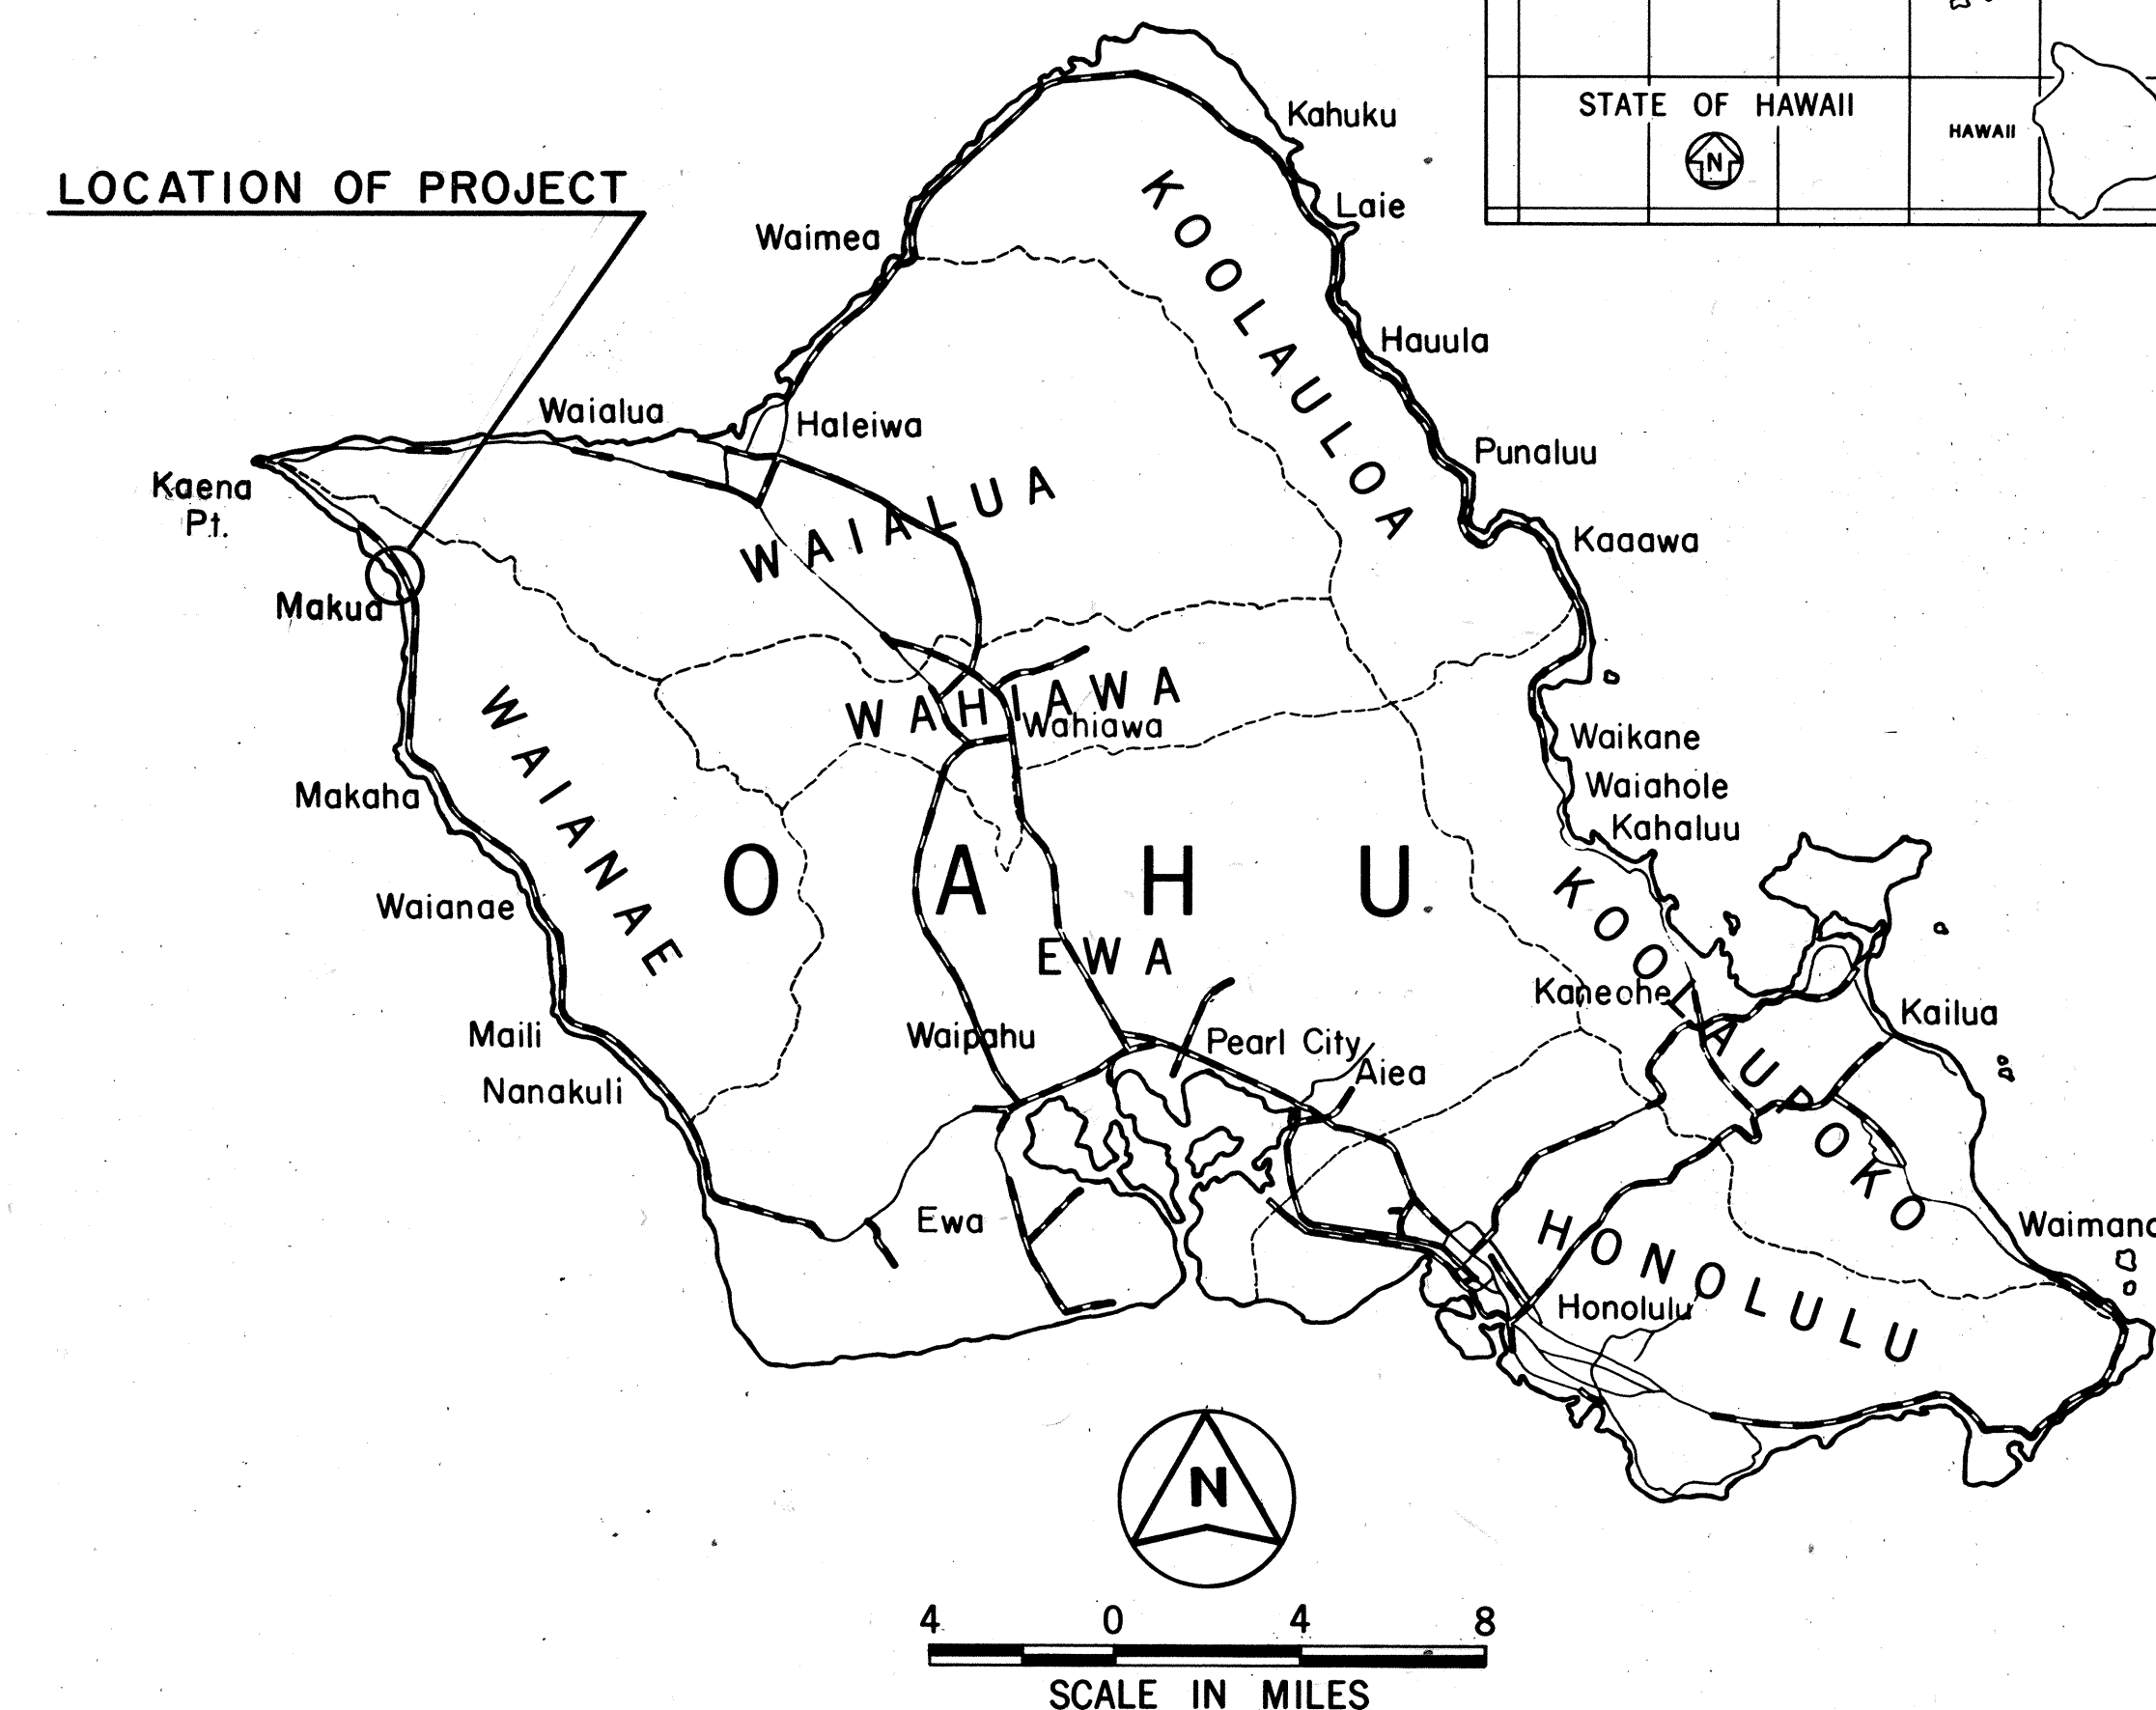 STATE OF HAWAII
HAWAII
N
LOCATION OF PROJECT
Kahuku
Laie
Waimea
KOOLAULOA
Hauula
Waialua
Haleiwa
Punaluu
Kaena
Pt.
WAIALUA
Kaaawa
Makua
WAHIAWA
Wahiawa
WAIANAE
Waikane
Waiahole
Makaha
Kahaluu
OAHU
Waianae
EWA
KOOLAUPOKO
Kaneohe
Kailua
Maili
Waipahu
Pearl City
Aiea
Nanakuli
Ewa
HONOLULU
Waimana
Honolulu
N
4 0 4 8
SCALE IN MILES